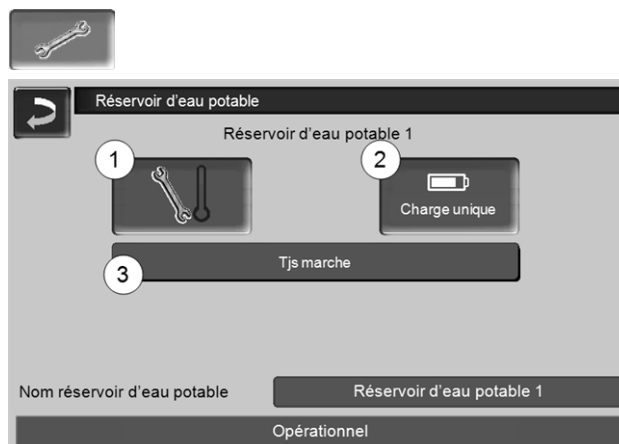 Réservoir d'eau potable
Réservoir d'eau potable 1
1
2
Charge unique
3
Tjs marche
Nom réservoir d'eau potable
Réservoir d'eau potable 1
Opérationnel